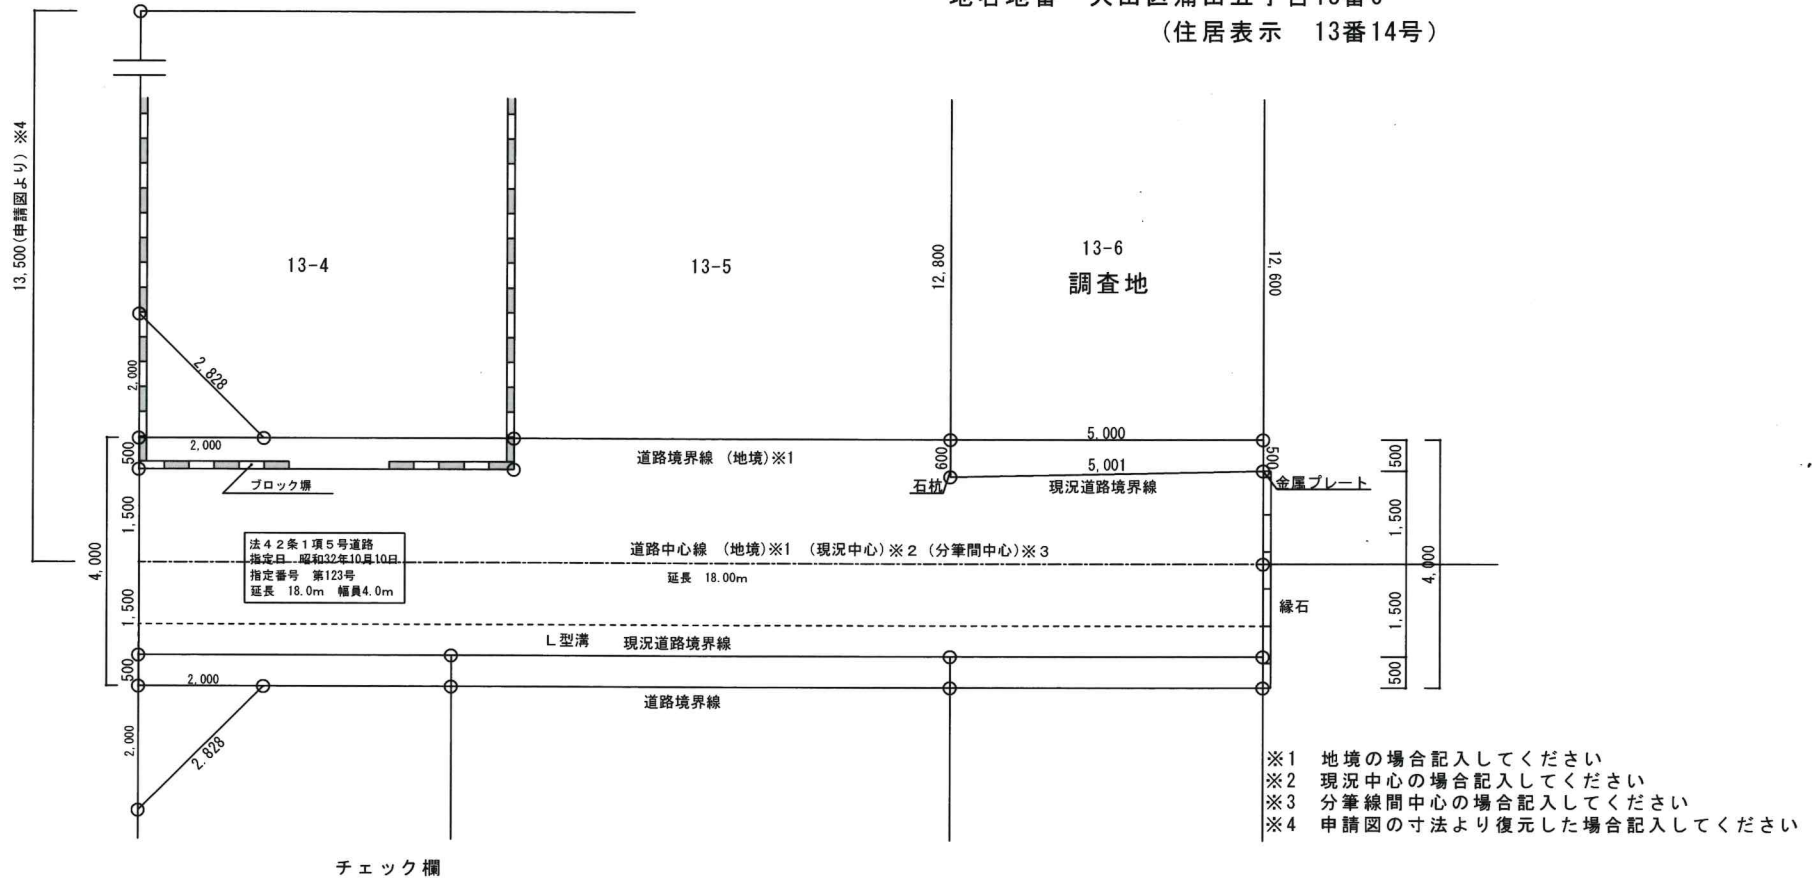 (住居表示　13番14号)
13,500(申請図より) ※4
13-4
13-5
12,800
13-6
調査地
12,600
2,000
2,828
500
2,000
道路境界線 (地境)※1
600
5,000
5,001
500
石杭
現況道路境界線
金属プレート
ブロック塀
500
1,500
4,000
1,500
法42条1項5号道路
指定日　昭和32年10月10日
指定番号　第123号
延長　18.0m　幅員4.0m
道路中心線 (地境)※1 (現況中心)※2 (分筆間中心)※3
延長　18.00m
4,000
1,500
縁石
1,500
L型溝
現況道路境界線
500
2,000
500
道路境界線
2,000
2.828
※1　地境の場合記入してください
※2　現況中心の場合記入してください
※3　分筆線間中心の場合記入してください
※4　申請図の寸法より復元した場合記入してください
チェック欄